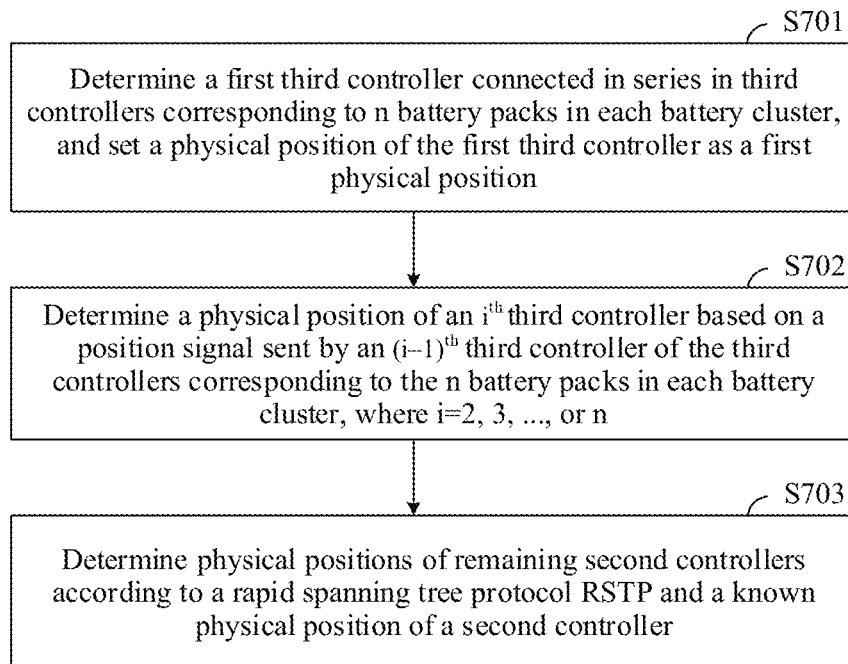 S701
Determine a first third controller connected in series in third
controllers corresponding to n battery packs in each battery cluster,
and set a physical position of the first third controller as a first
physical position
S702
Determine a physical position of an iᵗʰ third controller based on a
position signal sent by an (i–1)ᵗʰ third controller of the third
controllers corresponding to the n battery packs in each battery
cluster, where i=2, 3, ..., or n
S703
Determine physical positions of remaining second controllers
according to a rapid spanning tree protocol RSTP and a known
physical position of a second controller